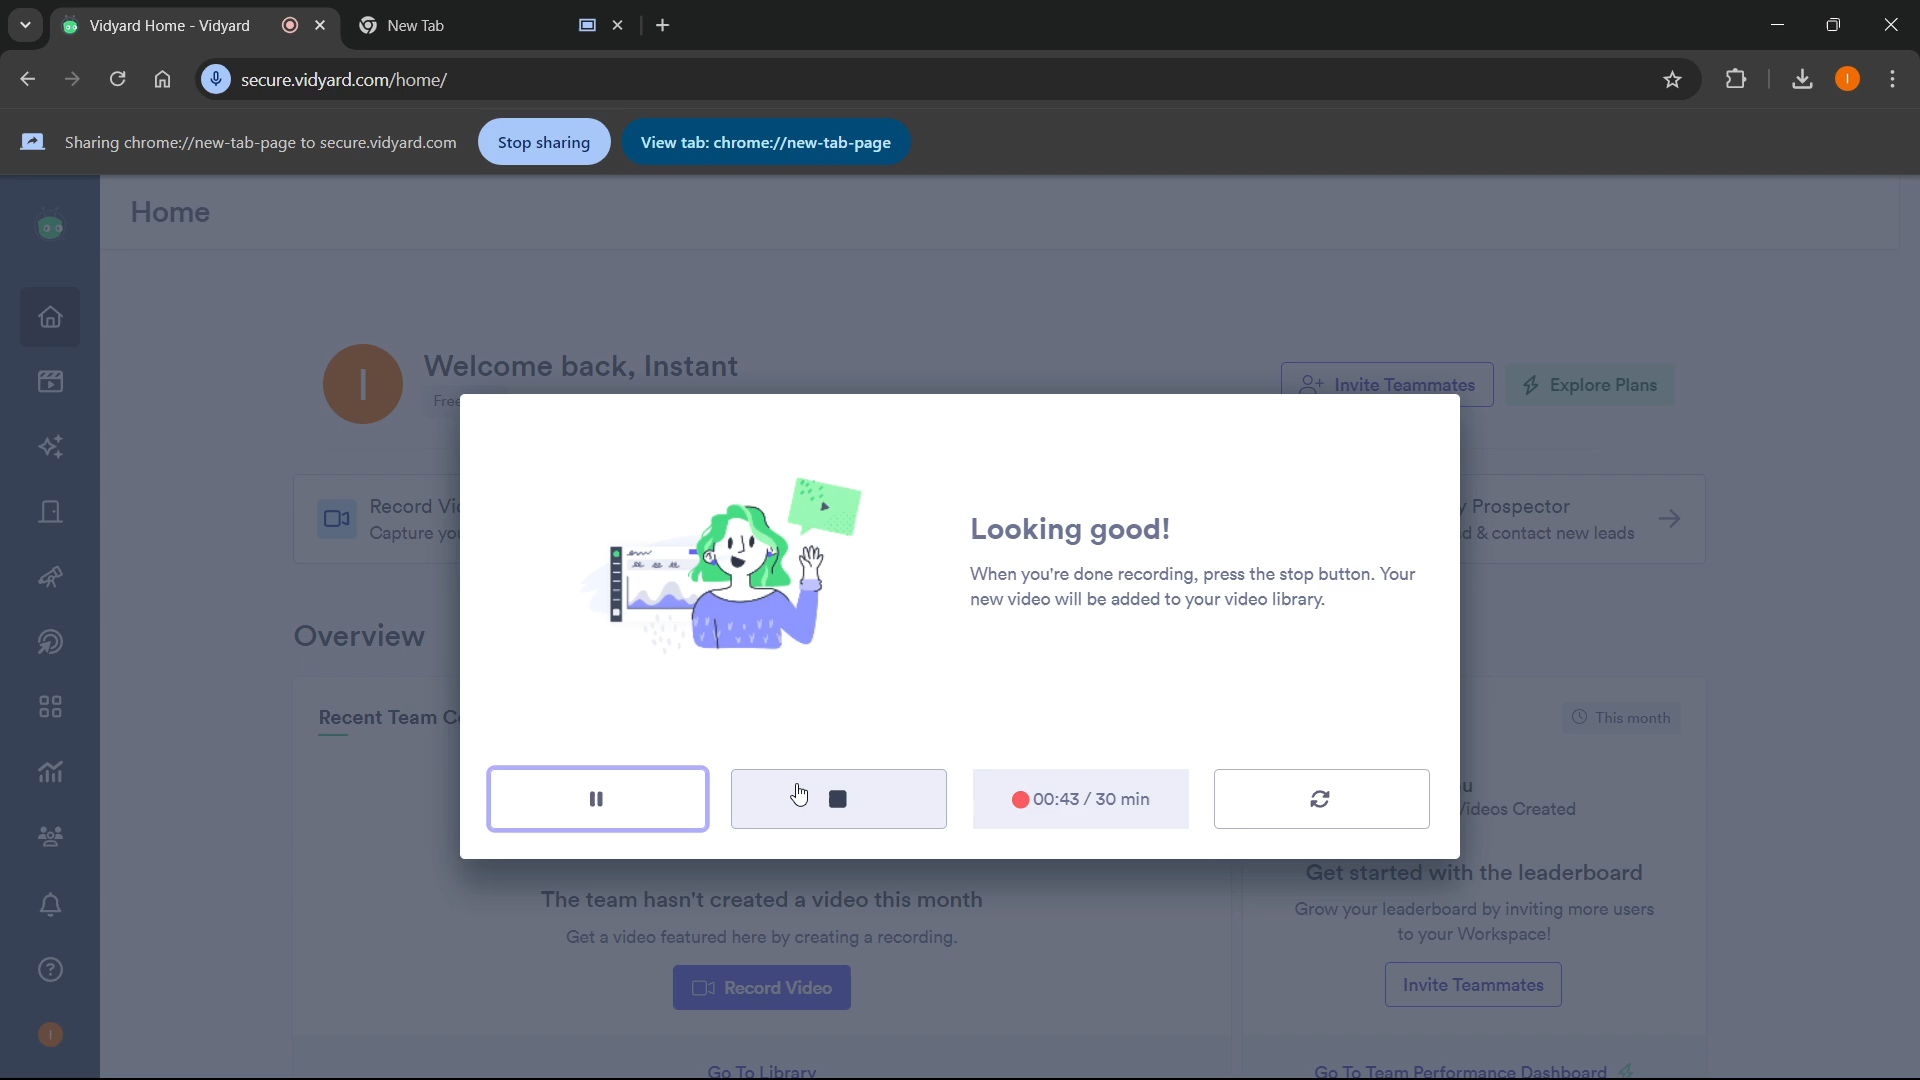 Vidyard Home - Vidyard
New Tab
secure.vidyard.com/home/
I
Sharing chrome://new-tab-page to secure.vidyard.com
Stop sharing
View tab: chrome://new-tab-page
Home
I
Welcome back, Instant
Free
Invite Teammates
Explore Plans
Record
Capture
Prospector
& contact new leads
Looking good!
When you're done recording, press the stop button. Your
new video will be added to your video library.
Overview
Recent Team
This month
00:43 / 30 min
Videos Created
The team hasn't created a video this month
Get a video featured here by creating a recording.
Record Video
Get started with the leaderboard
Grow your leaderboard by inviting more users
to your Workspace!
Invite Teammates
I
Go To Library
Go To Team Performance Dashboard